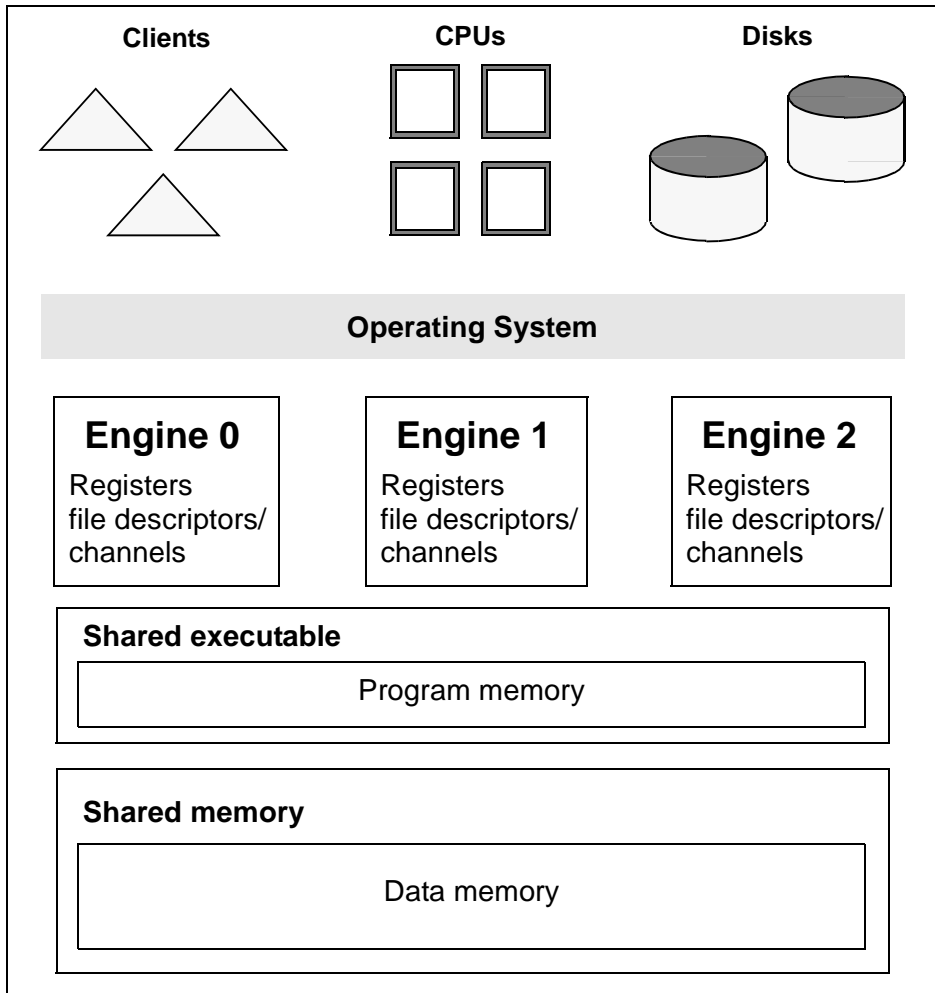 Clients
CPUs
Disks
Operating System
Engine 0
Registers
file descriptors/
channels
Engine 1
Registers
file descriptors/
channels
Engine 2
Registers
file descriptors/
channels
Shared executable
Program memory
Shared memory
Data memory